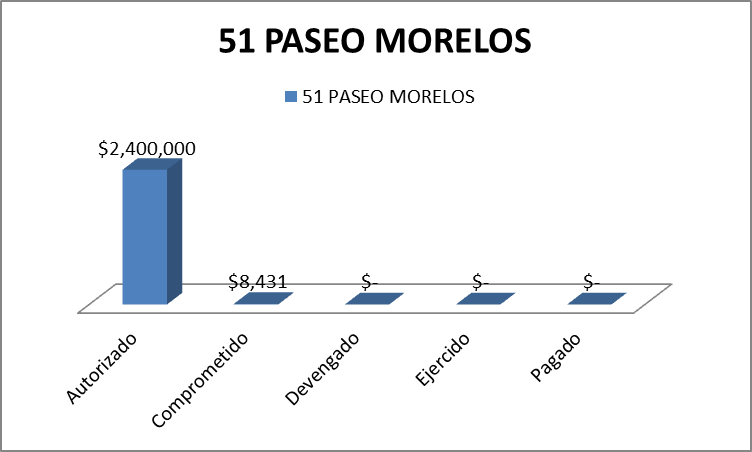 51 PASEO MORELOS
51 PASEO MORELOS
$2,400,000
$8,431
$-
$-
$-
Autorizado
Comprometido
Devengado
Ejercido
Pagado